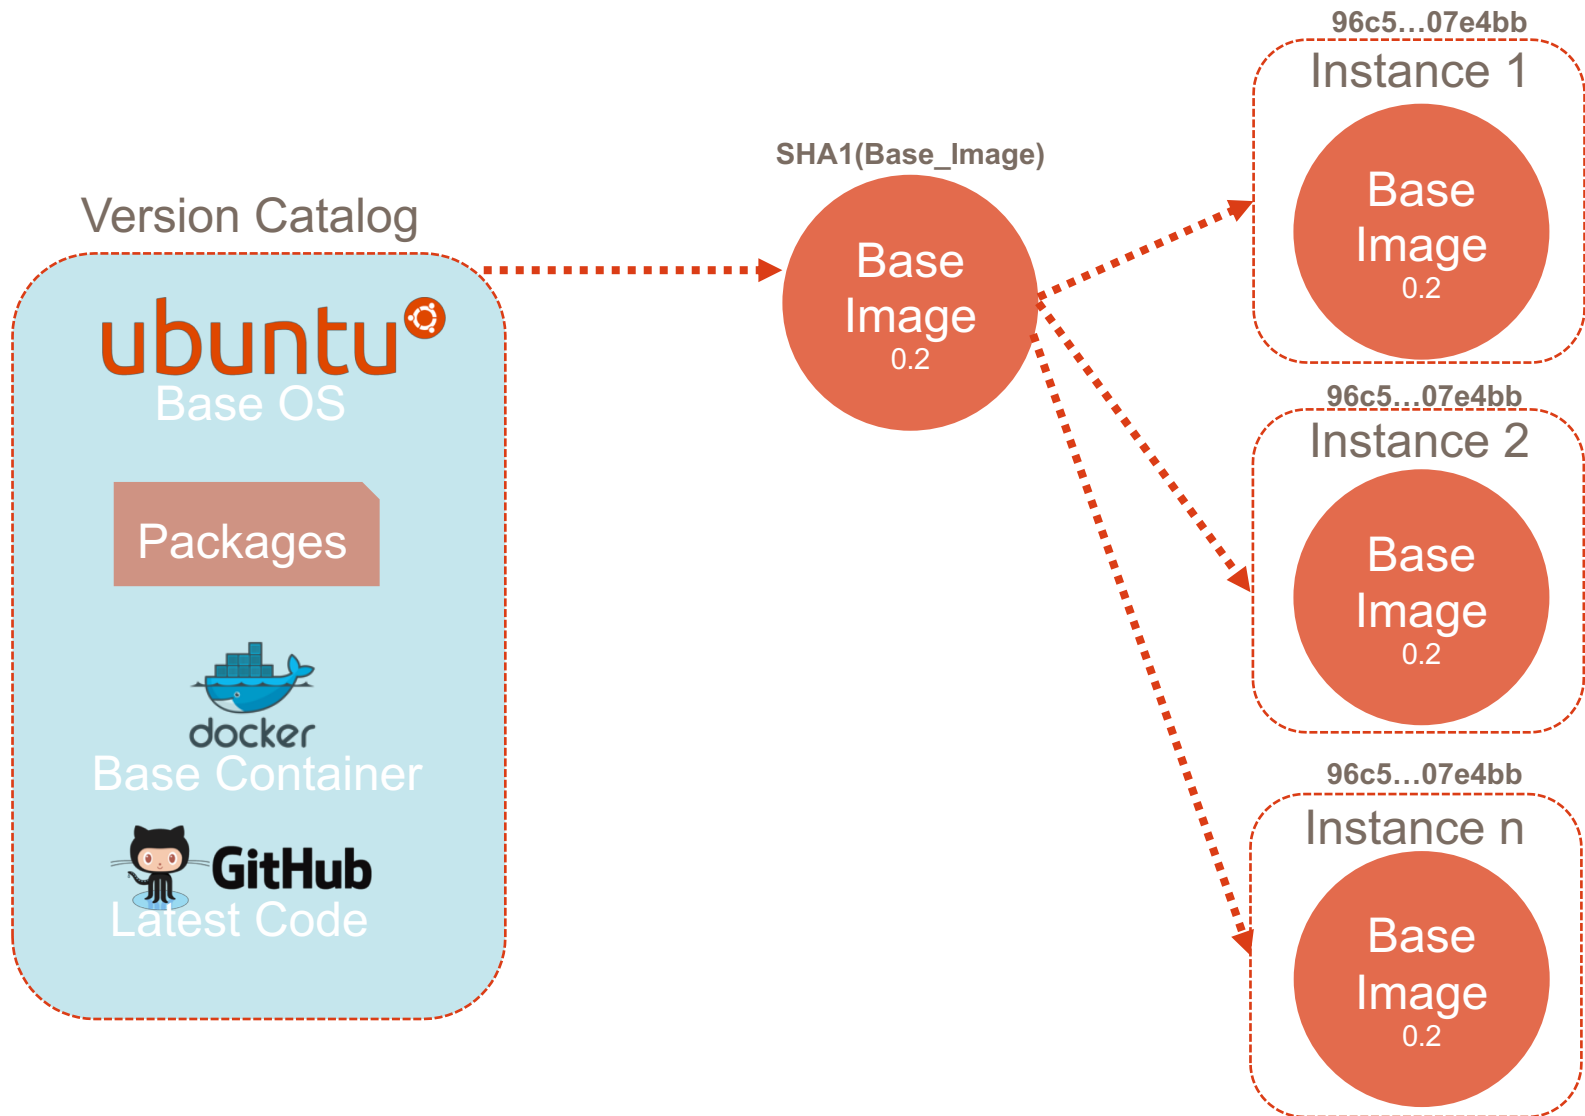 Version Catalog
ubuntu
Base OS
Packages
docker
Base Container
GitHub
Latest Code
SHA1(Base_Image)
Base
Image
0.2
96c5...07e4bb
Instance 1
Base
Image
0.2
96c5...07e4bb
Instance 2
Base
Image
0.2
96c5...07e4bb
Instance n
Base
Image
0.2